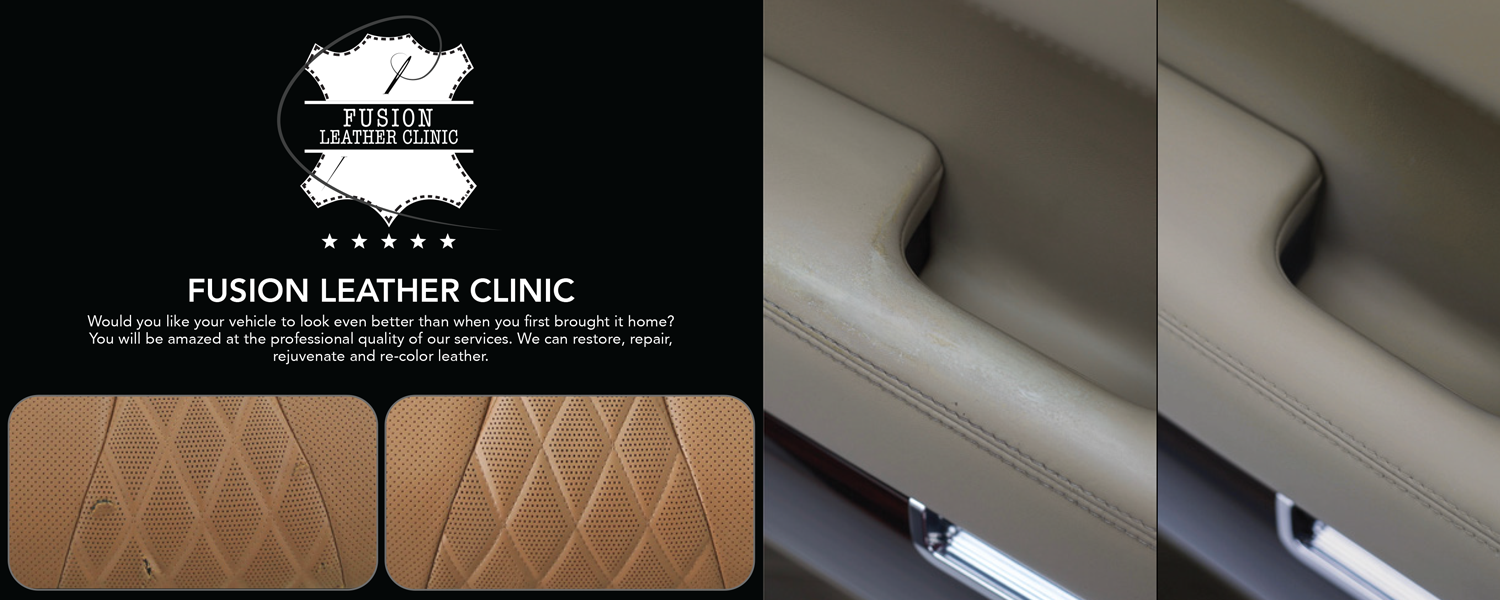 FUSION
LEATHER CLINIC
FUSION LEATHER CLINIC
Would you like your vehicle to look even better than when you first brought it home?
You will be amazed at the professional quality of our services. We can restore, repair,
rejuvenate and re-color leather.